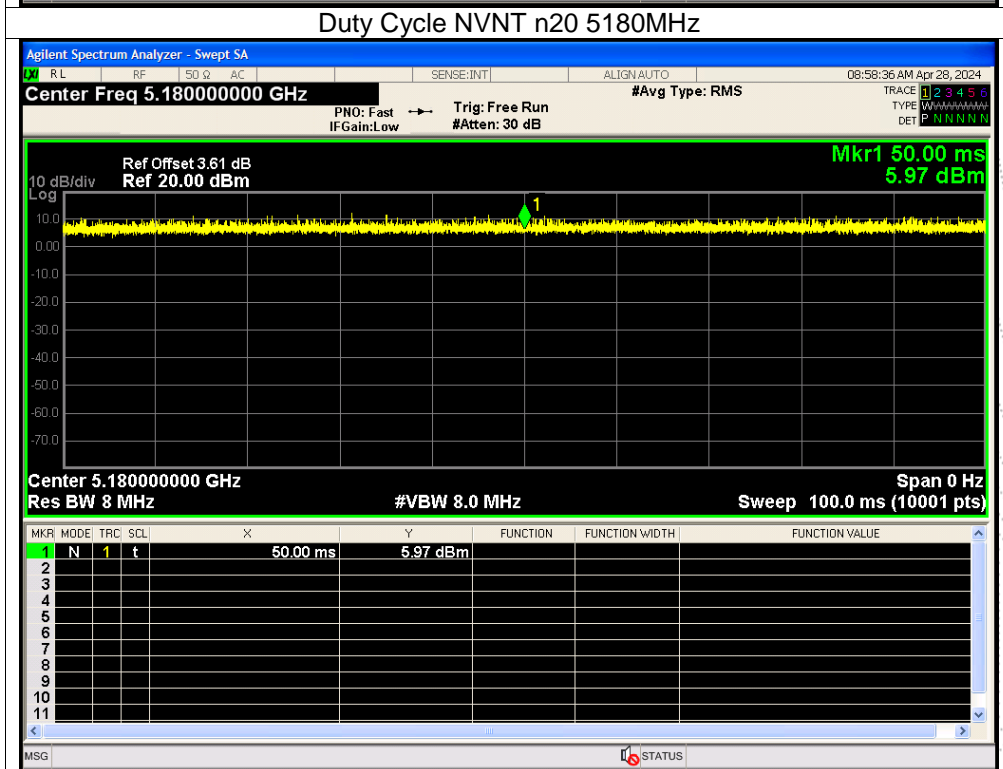 Duty Cycle NVNT n20 5180MHz
Agilent Spectrum Analyzer - Swept SA
LXI RL RF 50 Ω AC SENSE:INT ALIGN AUTO 08:58:36 AM Apr 28, 2024
Center Freq 5.180000000 GHz #Avg Type: RMS TRACE 1 2 3 4 5 6
PNO: Fast Trig: Free Run TYPE WWWWWW
IFGain:Low #Atten: 30 dB DET P N N N N N
Mkr1 50.00 ms
Ref Offset 3.61 dB
10 dB/div Ref 20.00 dBm 5.97 dBm
Log
1
10.0
0.00
-10.0
-20.0
-30.0
-40.0
-50.0
-60.0
-70.0
Center 5.180000000 GHz Span 0 Hz
Res BW 8 MHz #VBW 8.0 MHz Sweep 100.0 ms (10001 pts)
MKR MODE TRC SCL X Y FUNCTION FUNCTION WIDTH FUNCTION VALUE
1 N 1 t 50.00 ms 5.97 dBm
2
3
4
5
6
7
8
9
10
11
MSG STATUS